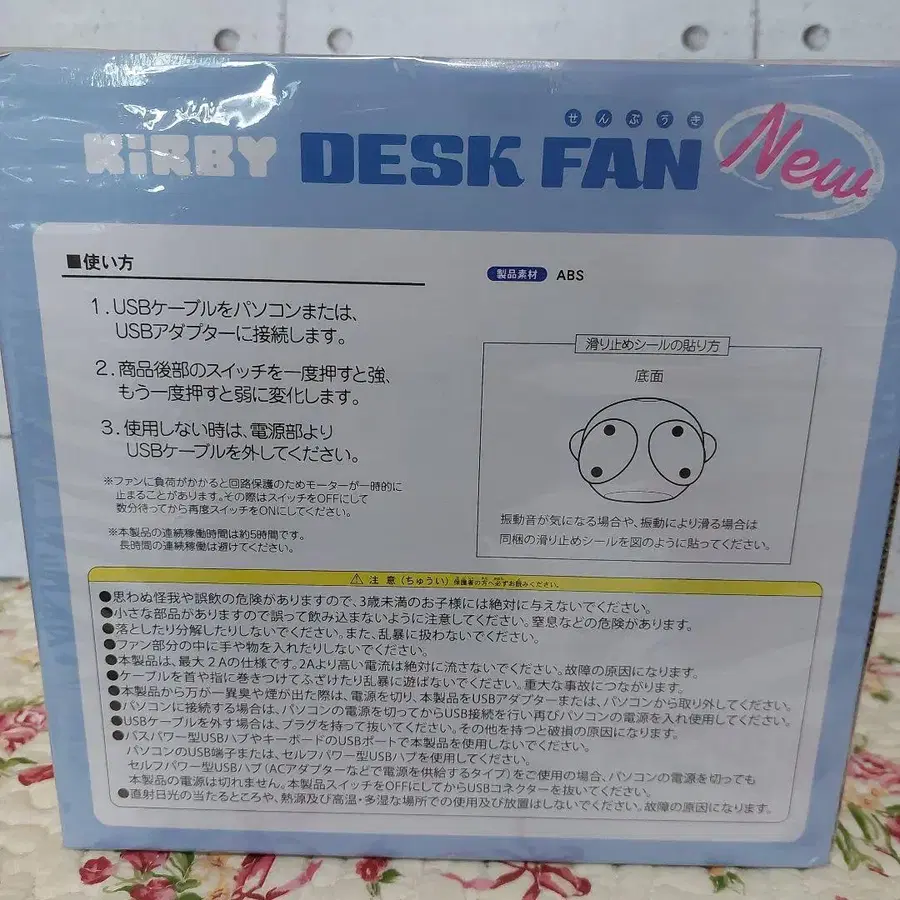 せんぷうき
KiRBY DESK FAN New
■使い方
1.USBケーブルをパソコンまたは、
USBアダプターに接続します。
2.商品後部のスイッチを一度押すと強、
もう一度押すと弱に変化します。
3.使用しない時は、電源部より
USBケーブルを外してください。
※ファンに負荷がかかると回路保護のためモーターが一時的に
止まることがあります。その際はスイッチをOFFにして
数分待ってから再度スイッチをONにしてください。
※本製品の連続稼働時間は約5時間です。
長時間の連続稼働は避けてください。
製品素材 ABS
滑り止めシールの貼り方
底面
振動音が気になる場合や、振動により滑る場合は
同梱の滑り止めシールを図のように貼ってください。
⚠注意(ちゅうい)保護者の方へ必ずお読みください。
●思わぬ怪我や誤飲の危険がありますので、3歳未満のお子様には絶対に与えないでください。
●小さな部品がありますので誤って飲み込まないように注意してください。窒息などの危険があります。
●落としたり分解したりしないでください。また、乱暴に扱わないでください。
●ファン部分の中に手や物を入れたりしないでください。
●本製品は、最大2Aの仕様です。2Aより高い電流は絶対に流さないでください。故障の原因になります。
●ケーブルを首や指に巻きつけてふざけたり乱暴に遊ばないでください。重大な事故につながります。
●本製品から万が一異臭や煙が出た際は、電源を切り、本製品をUSBアダプターまたは、パソコンから取り外してください。
●パソコンに接続する場合は、パソコンの電源を切ってからUSB接続を行い再びパソコンの電源を入れ使用してください。
●USBケーブルを外す場合は、プラグを持って抜いてください。その他を持つと破損の原因になります。
●バスパワー型USBハブやキーボードのUSBポートで本製品を使用しないでください。
パソコンのUSB端子または、セルフパワー型USBハブを使用してください。
セルフパワー型USBハブ(ACアダプターなどで電源を供給するタイプ)をご使用の場合、パソコンの電源を切っても
本製品の電源は切れません。本製品スイッチをOFFにしてからUSBコネクターを抜いてください。
●直射日光の当たるところや、熱源及び高温・多湿な場所での使用及び放置はしないでください。故障の原因になります。